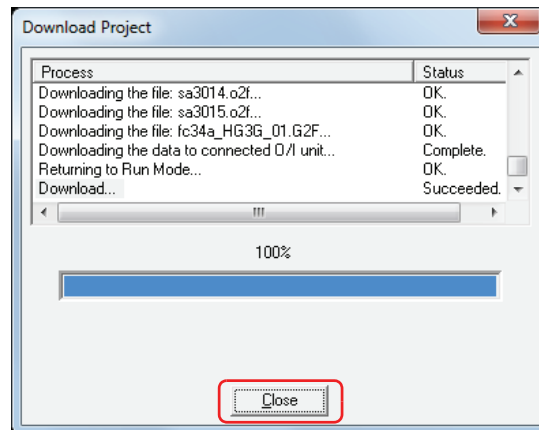 Download Project
Process Status
Downloading the file: sa3014.o2f... OK.
Downloading the file: sa3015.o2f... OK.
Downloading the file: fc34a_HG3G_01.G2F... OK.
Downloading the data to connected O/I unit... Complete.
Returning to Run Mode... OK.
Download... Succeeded.
100%
Close